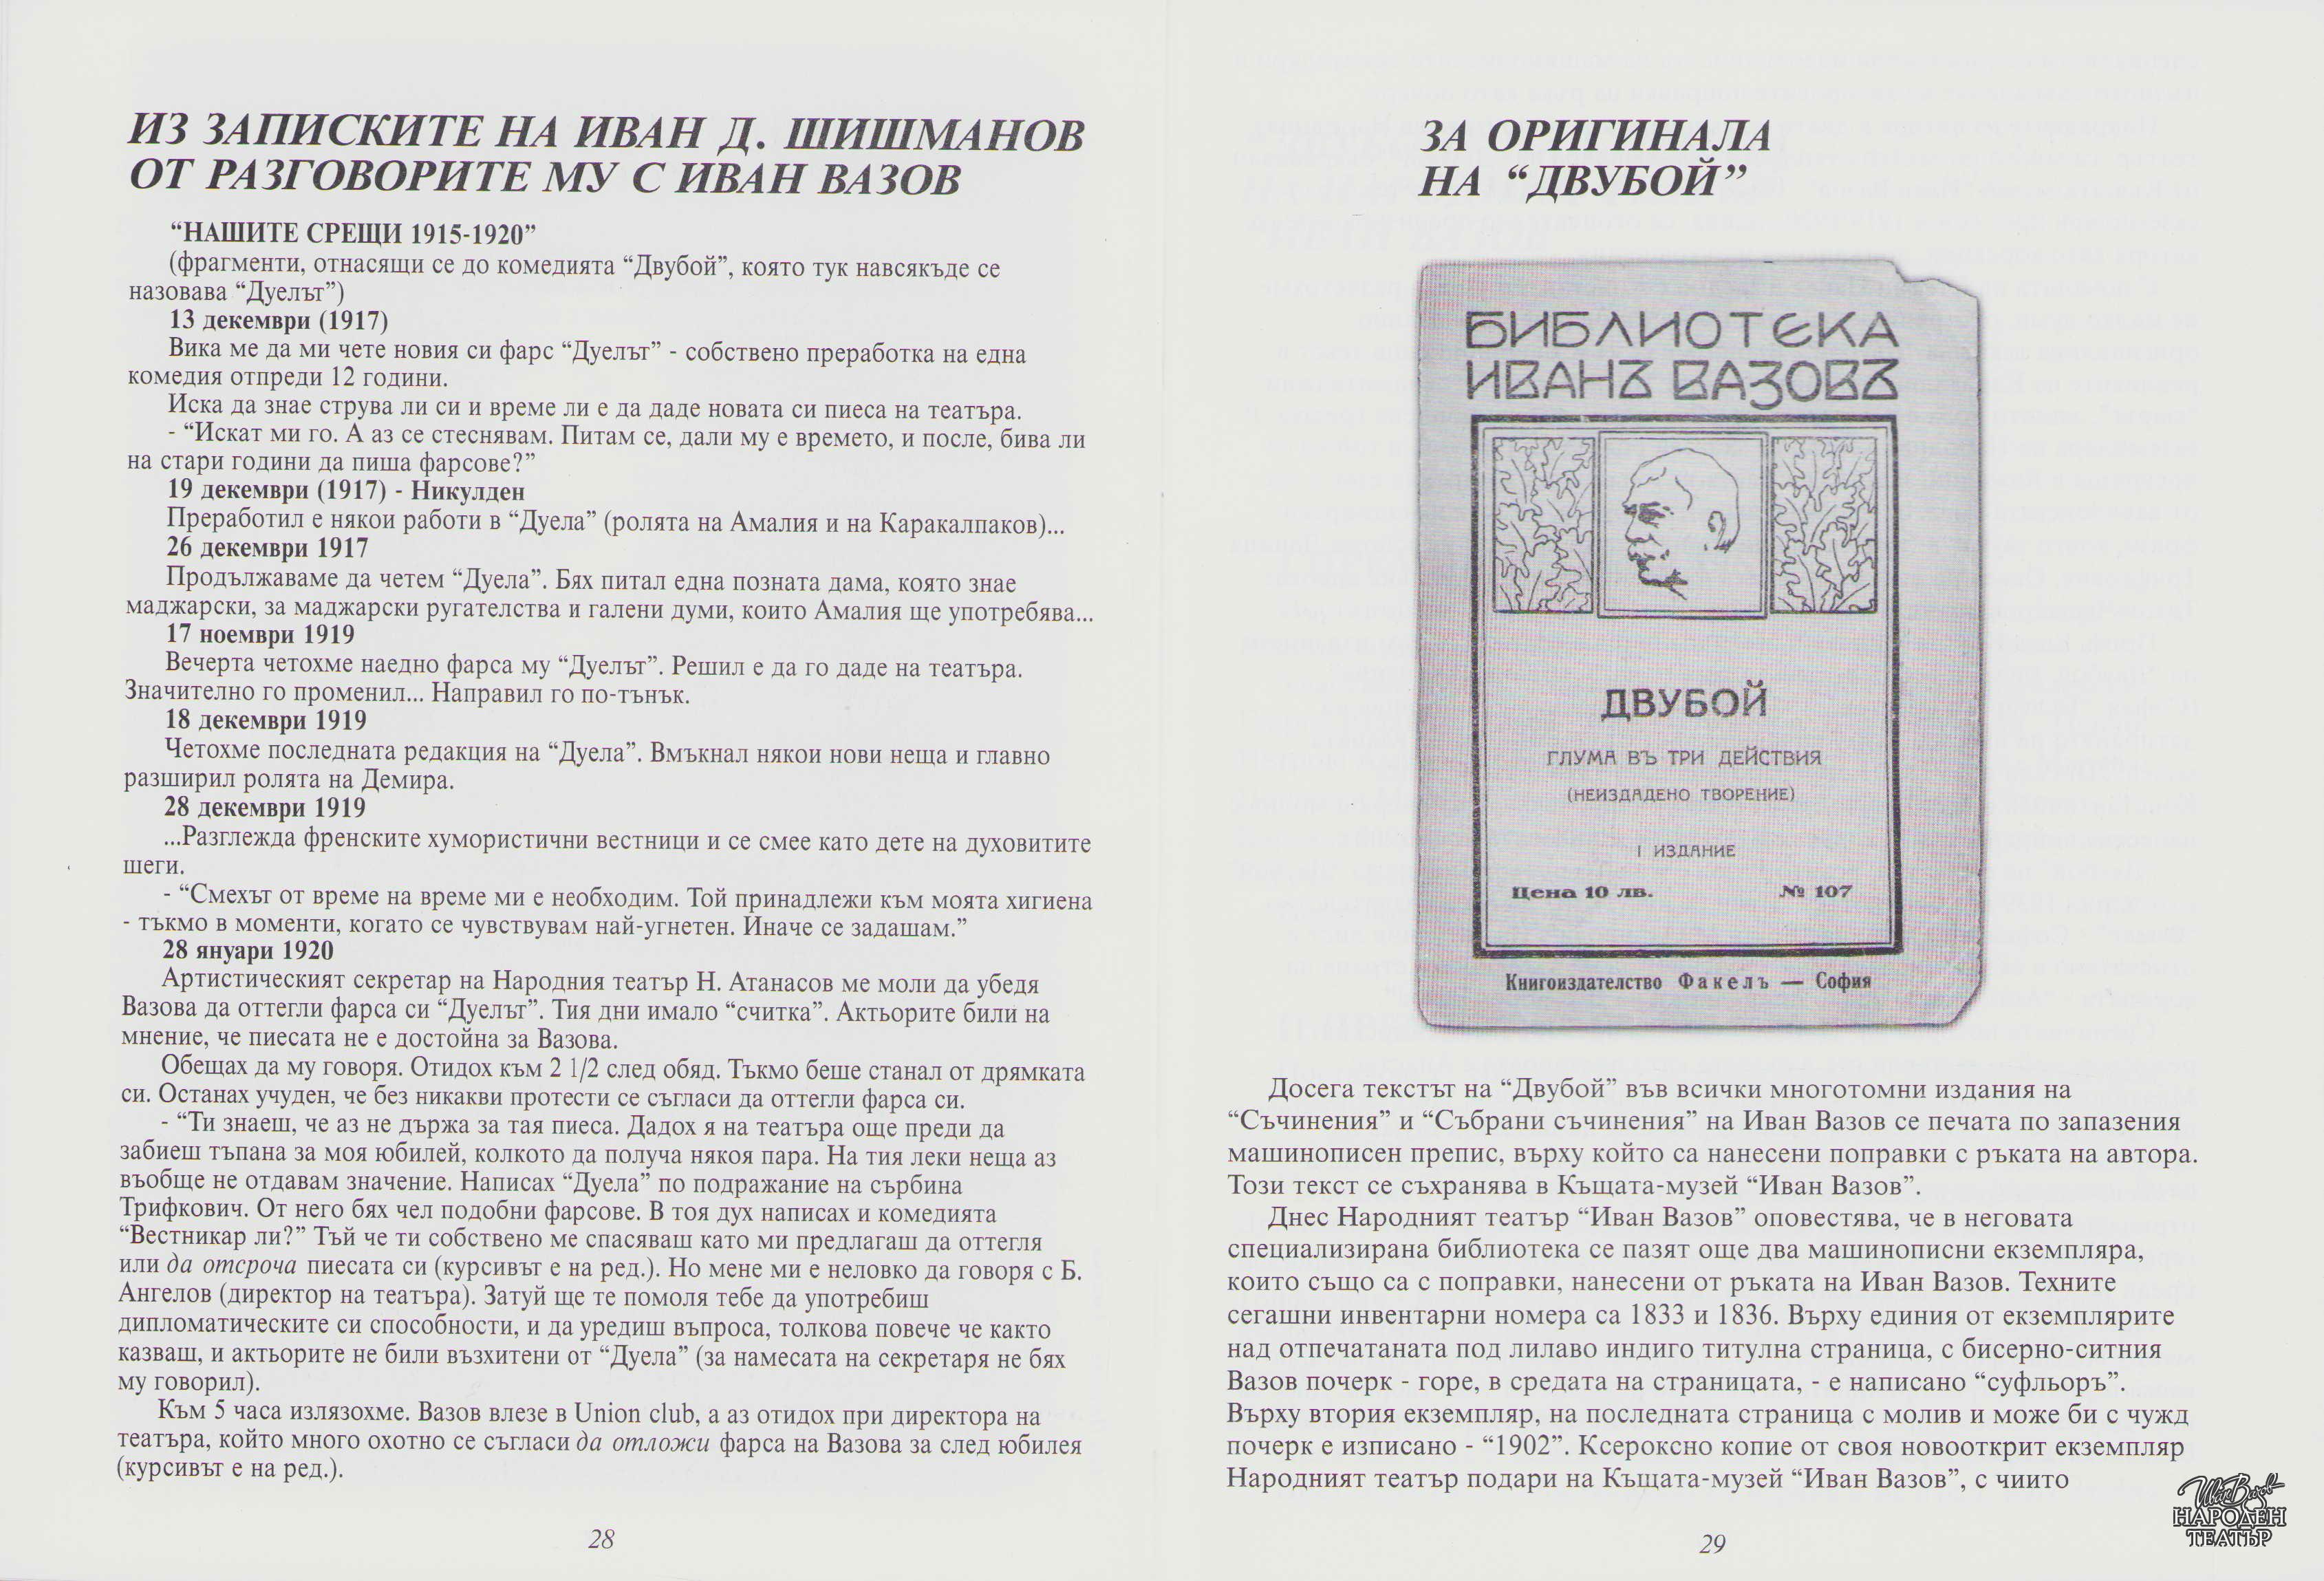 ИЗ ЗАПИСКИТЕ НА ИВАН Д. ШИШМАНОВ
ОТ РАЗГОВОРИТЕ МУ С ИВАН ВАЗОВ
“НАШИТЕ СРЕЩИ 1915-1920”
(фрагменти, отнасящи се до комедията “Двубой”, която тук навсякъде се
назовава “Дуелът”)
13 декември (1917)
Вика ме да ми чете новия си фарс “Дуелът” - собствено преработка на една
комедия отпреди 12 години.
Иска да знае струва ли си и време ли е да даде новата си пиеса на театъра.
- “Искат ми го. А аз се стеснявам. Питам се, дали му е времето, и после, бива ли
на стари години да пиша фарсове?”
19 декември (1917) - Никулден
Преработил е някои работи в “Дуела” (ролята на Амалия и на Каракалпаков)...
26 декември 1917
Продължаваме да четем “Дуела”. Бях питал една позната дама, която знае
маджарски, за маджарски ругателства и галени думи, които Амалия ще употребява...
17 ноември 1919
Вечерта четохме наедно фарса му “Дуелът”. Решил е да го даде на театъра.
Значително го променил... Направил го по-тънък.
18 декември 1919
Четохме последната редакция на “Дуела”. Вмъкнал някои нови неща и главно
разширил ролята на Демира.
28 декември 1919
...Разглежда френските хумористични вестници и се смее като дете на духовитите
шеги.
- “Смехът от време на време ми е необходим. Той принадлежи към моята хигиена
- тъкмо в моменти, когато се чувствувам най-угнетен. Иначе се задашам.”
28 януари 1920
Артистическият секретар на Народния театър Н. Атанасов ме моли да убедя
Вазова да оттегли фарса си “Дуелът”. Тия дни имало “считка”. Актьорите били на
мнение, че пиесата не е достойна за Вазова.
Обещах да му говоря. Отидох към 2 1/2 след обяд. Тъкмо беше станал от дрямката
си. Останах учуден, че без никакви протести се съгласи да оттегли фарса си.
- “Ти знаеш, че аз не държа за тая пиеса. Дадох я на театъра още преди да
забиеш тъпана за моя юбилей, колкото да получа някоя пара. На тия леки неща аз
въобще не отдавам значение. Написах “Дуела” по подражание на сърбина
Трифкович. От него бях чел подобни фарсове. В тоя дух написах и комедията
“Вестникар ли?” Тъй че ти собствено ме спасяваш като ми предлагаш да оттегля
или да отсроча пиесата си (курсивът е на ред.). Но мене ми е неловко да говоря с Б.
Ангелов (директор на театъра). Затуй ще те помоля тебе да употребиш
дипломатическите си способности, и да уредиш въпроса, толкова повече че както
казваш, и актьорите не били възхитени от “Дуела” (за намесата на секретаря не бях
му говорил).
Към 5 часа излязохме. Вазов влезе в Union club, а аз отидох при директора на
театъра, който много охотно се съгласи да отложи фарса на Вазова за след юбилея
(курсивът е на ред.).
28
ЗА ОРИГИНАЛА
НА “ДВУБОЙ”
БИБЛИОТЕКА
ИВАНЪ ВАЗОВЪ
ДВУБОЙ
ГЛУМА ВЪ ТРИ ДЕЙСТВИЯ
(НЕИЗДАДЕНО ТВОРЕНИЕ)
I ИЗДАНИЕ
Цена 10 лв. № 107
Книгоиздателство Факелъ — София
Досега текстът на “Двубой” във всички многотомни издания на
“Съчинения” и “Събрани съчинения” на Иван Вазов се печата по запазения
машинописен препис, върху който са нанесени поправки с ръката на автора.
Този текст се съхранява в Къщата-музей “Иван Вазов”.
Днес Народният театър “Иван Вазов” оповестява, че в неговата
специализирана библиотека се пазят още два машинописни екземпляра,
които също са с поправки, нанесени от ръката на Иван Вазов. Техните
сегашни инвентарни номера са 1833 и 1836. Върху единия от екземплярите
над отпечатаната под лилаво индиго титулна страница, с бисерно-ситния
Вазов почерк - горе, в средата на страницата, - е написано “суфльоръ”.
Върху втория екземпляр, на последната страница с молив и може би с чужд
почерк е изписано - “1902”. Ксероксно копие от своя новооткрит екземпляр
Народният театър подари на Къщата-музей “Иван Вазов”, с чиито
29
Иван Вазов
НАРОДЕН
ТЕАТЪР